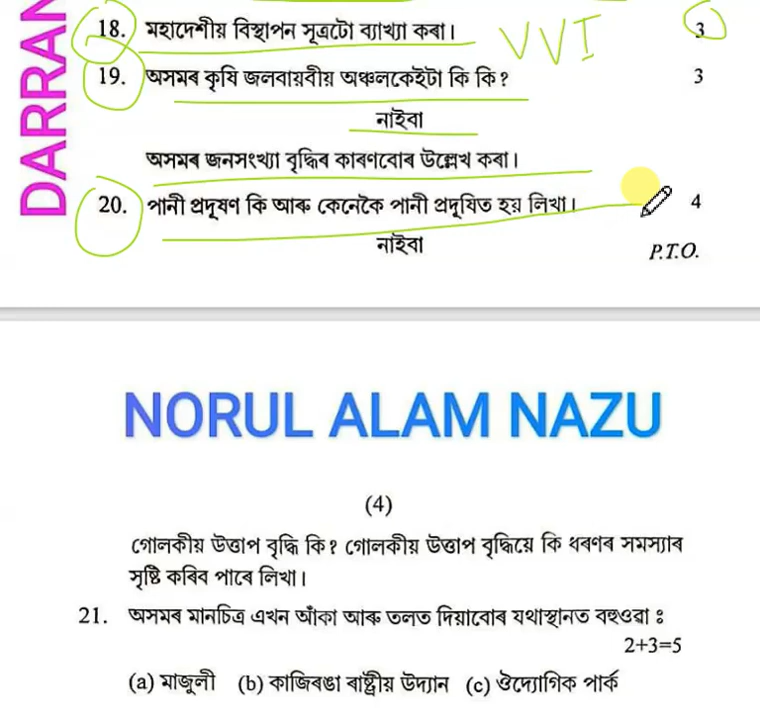 DARRAN
18. মহাদেশীয় বিস্থাপন সূত্ৰটো ব্যাখ্যা কৰা। VVI 3
19. অসমৰ কৃষি জলবায়বীয় অঞ্চলকেইটা কি কি? 3
নাইবা
অসমৰ জনসংখ্যা বৃদ্ধিৰ কাৰণবোৰ উল্লেখ কৰা।
20. পানী প্ৰদূষণ কি আৰু কেনেকৈ পানী প্ৰদূষিত হয় লিখা। 4
নাইবা
P.T.O.
NORUL ALAM NAZU
(4)
গোলকীয় উত্তাপ বৃদ্ধি কি? গোলকীয় উত্তাপ বৃদ্ধিয়ে কি ধৰণৰ সমস্যাৰ
সৃষ্টি কৰিব পাৰে লিখা।
21. অসমৰ মানচিত্ৰ এখন আঁকা আৰু তলত দিয়াবোৰ যথাস্থানত বহুওৱা ঃ
2+3=5
(a) মাজুলী (b) কাজিৰঙা ৰাষ্ট্ৰীয় উদ্যান (c) ঔদ্যোগিক পাৰ্ক